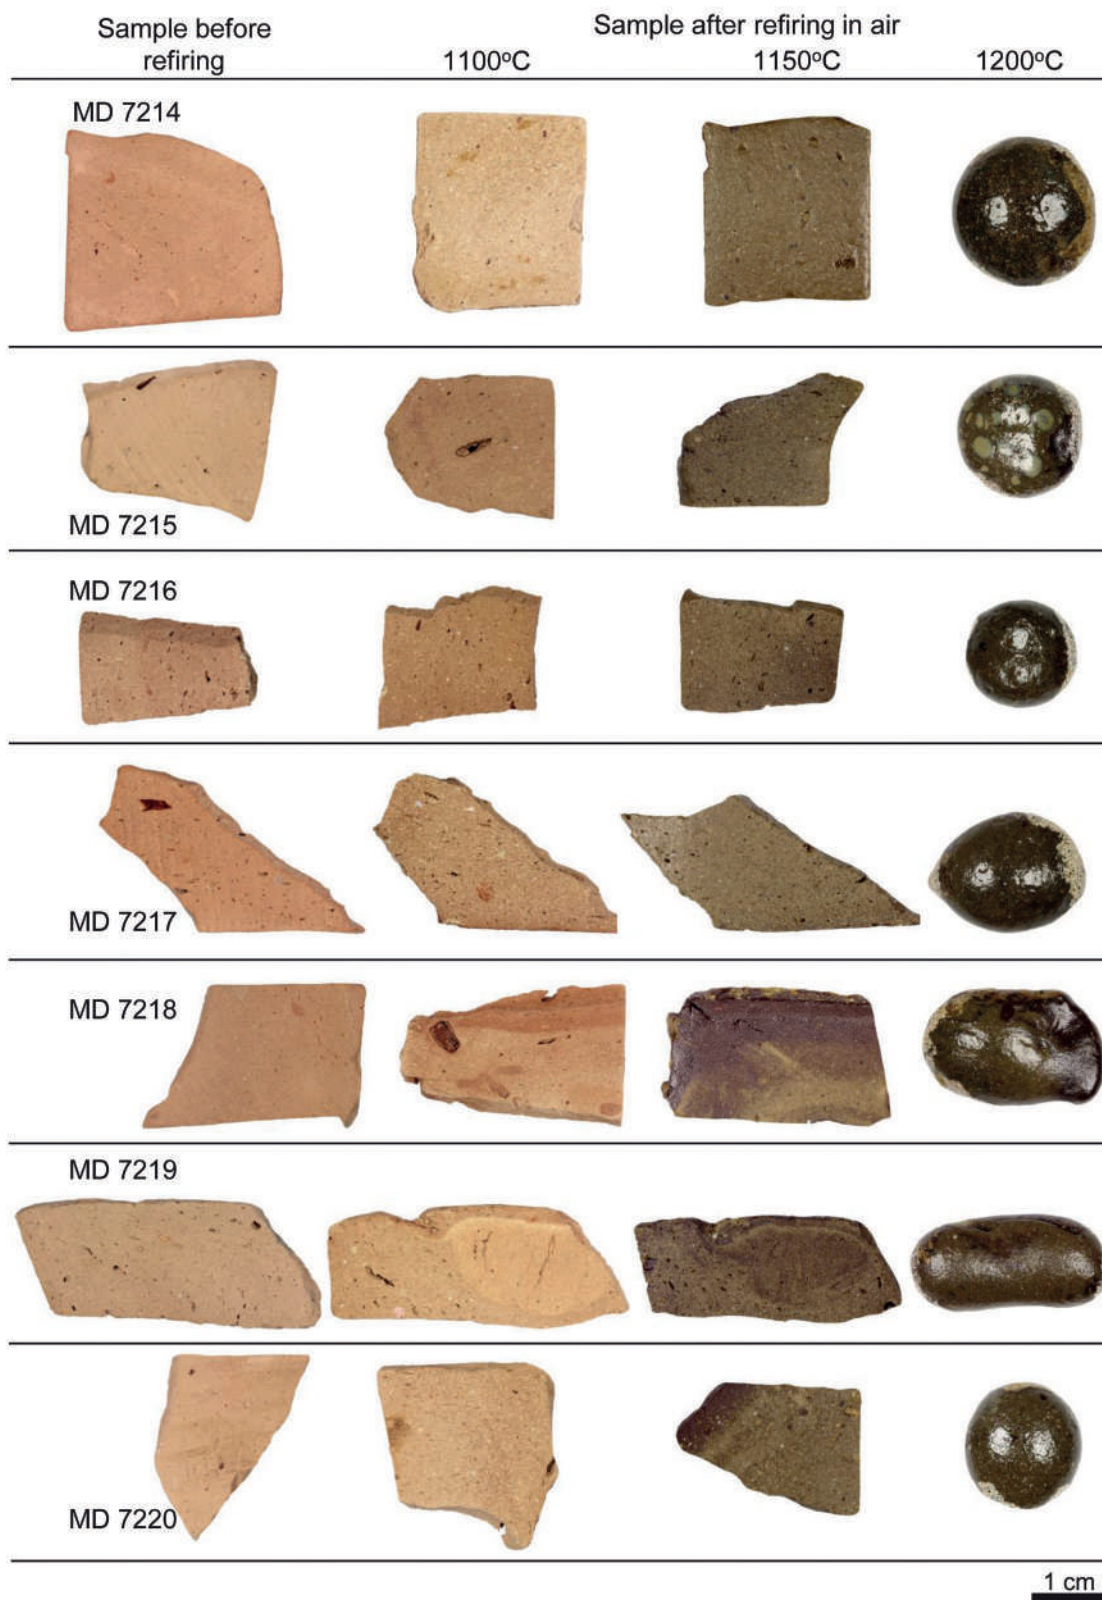 Sample before
refiring
Sample after refiring in air
1100°C
1150°C
1200°C
MD 7214
MD 7215
MD 7216
MD 7217
MD 7218
MD 7219
MD 7220
1 cm